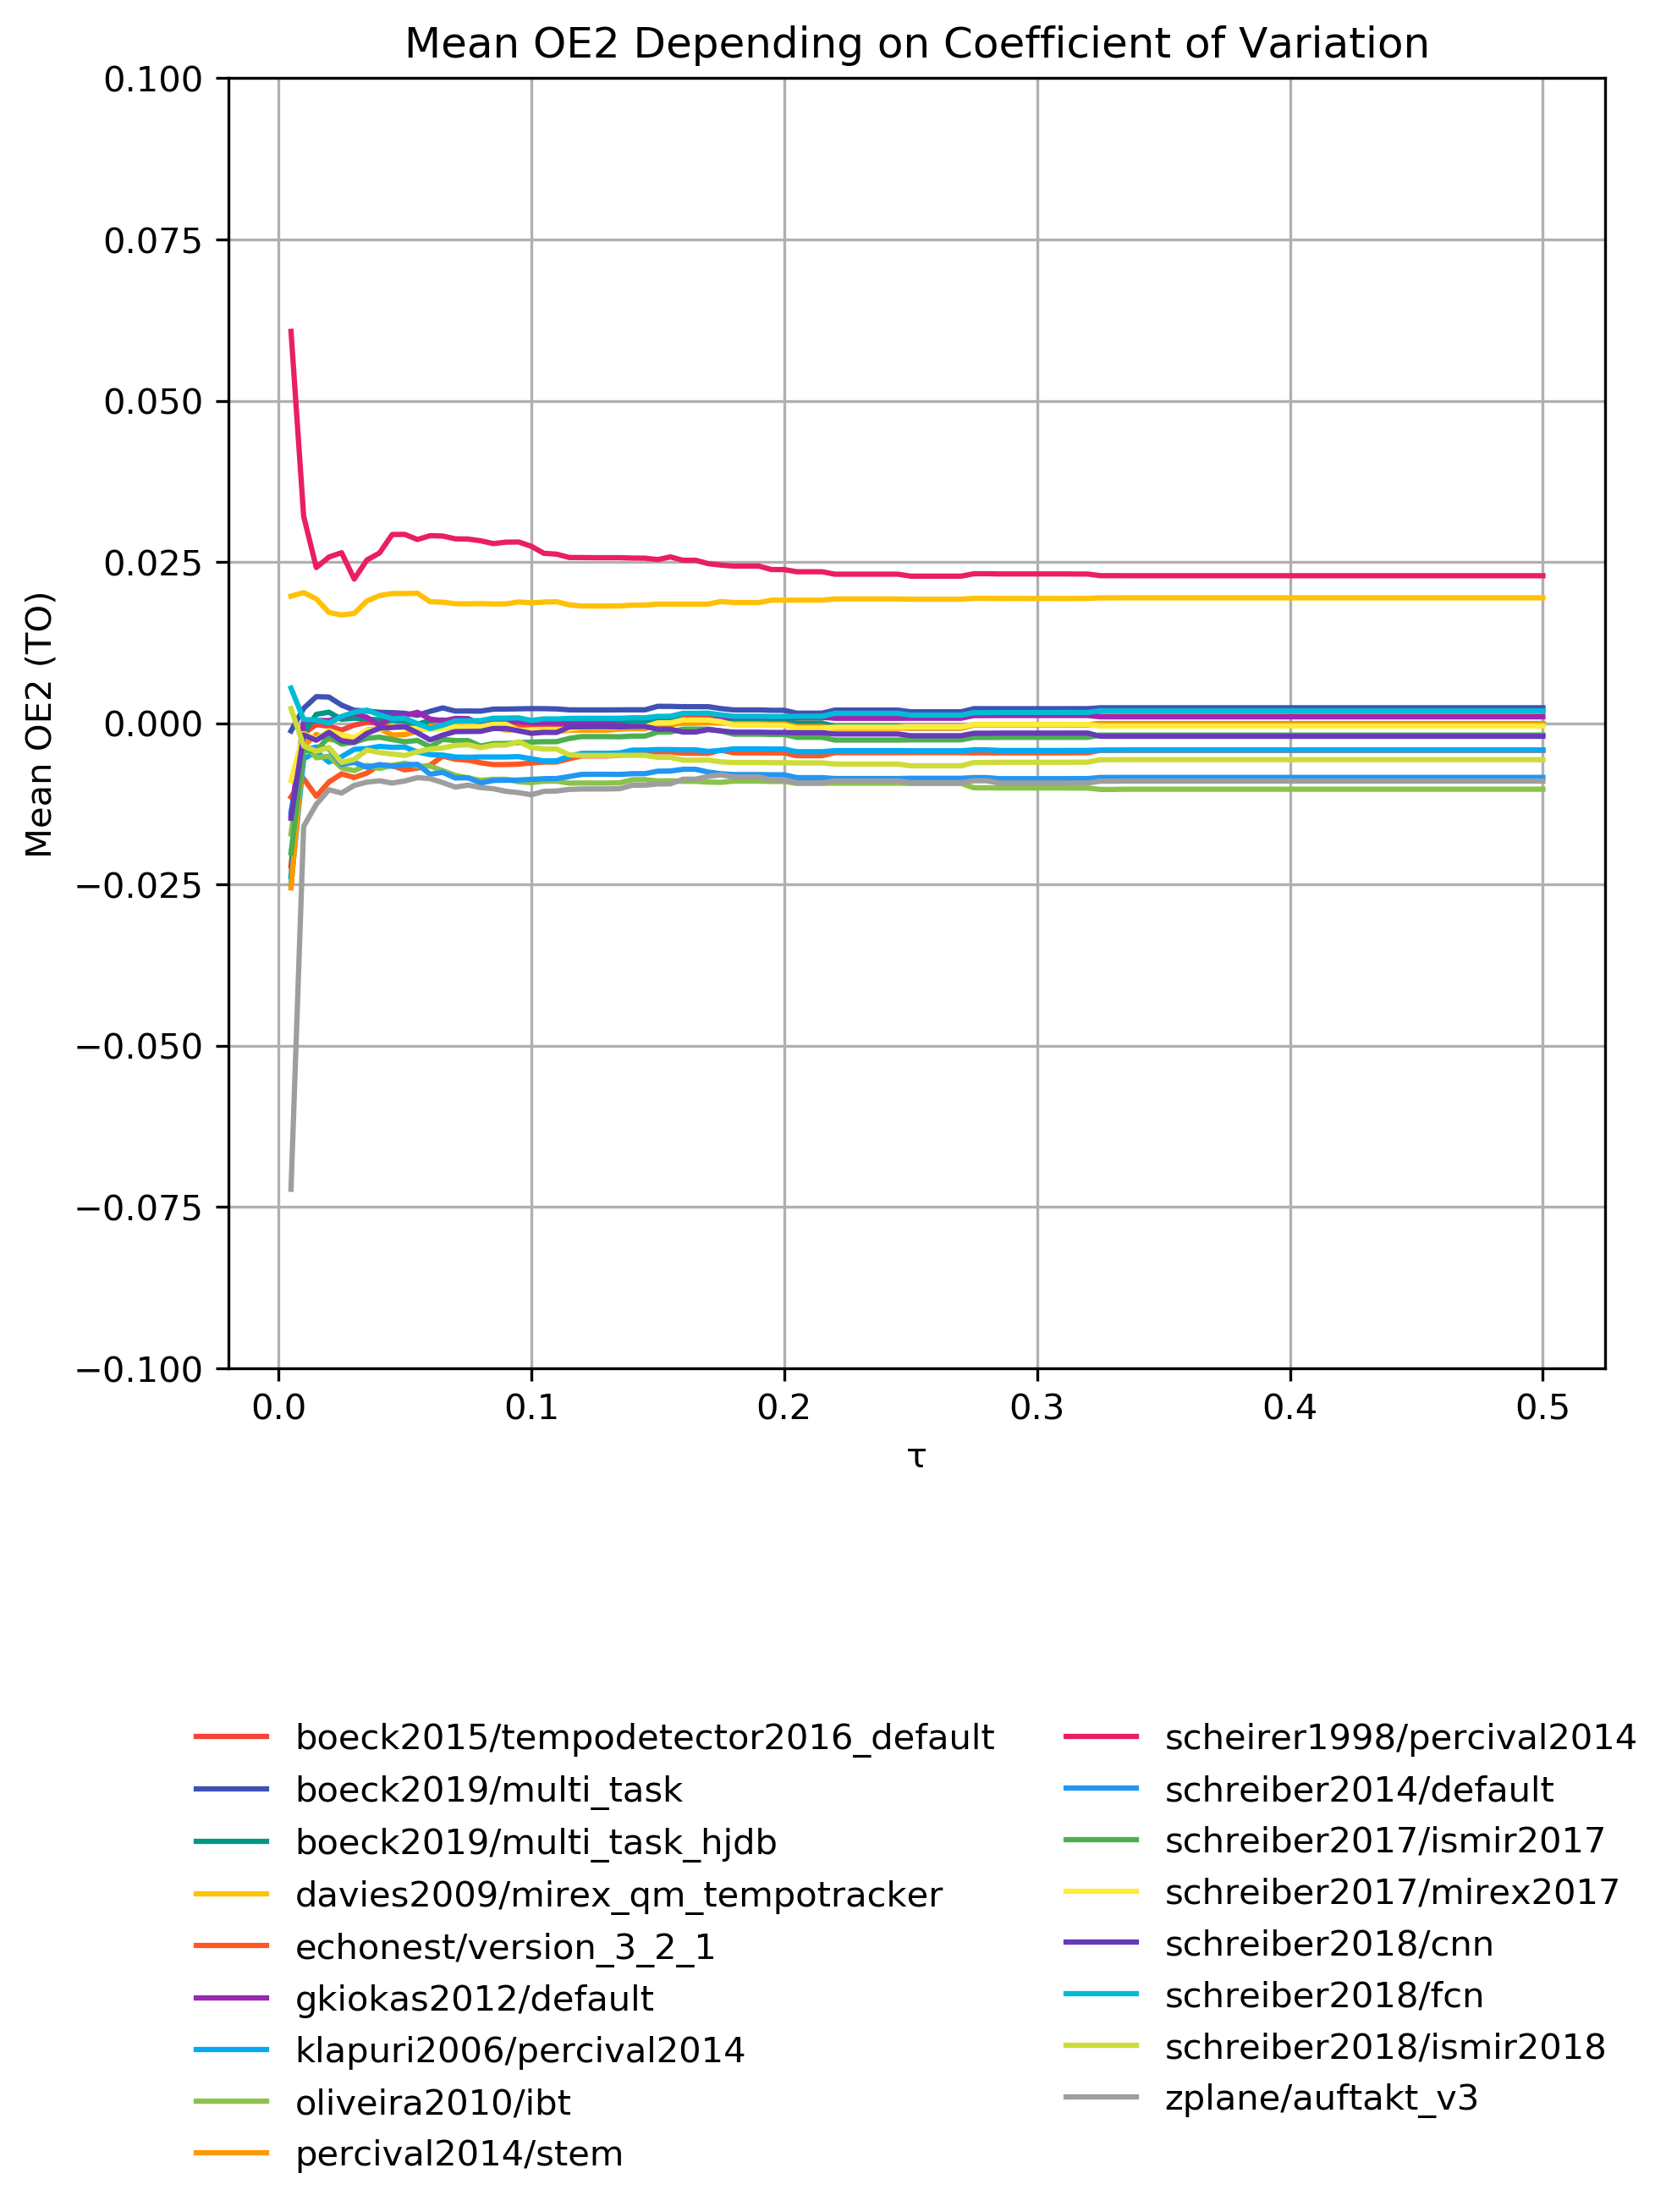 Mean OE2 Depending on Coefficient of Variation
0.100
0.075
0.050
0.025
0.000
−0.025
−0.050
−0.075
−0.100
Mean OE2 (TO)
0.0 0.1 0.2 0.3 0.4 0.5
τ
boeck2015/tempodetector2016_default
boeck2019/multi_task
boeck2019/multi_task_hjdb
davies2009/mirex_qm_tempotracker
echonest/version_3_2_1
gkiokas2012/default
klapuri2006/percival2014
oliveira2010/ibt
percival2014/stem
scheirer1998/percival2014
schreiber2014/default
schreiber2017/ismir2017
schreiber2017/mirex2017
schreiber2018/cnn
schreiber2018/fcn
schreiber2018/ismir2018
zplane/auftakt_v3